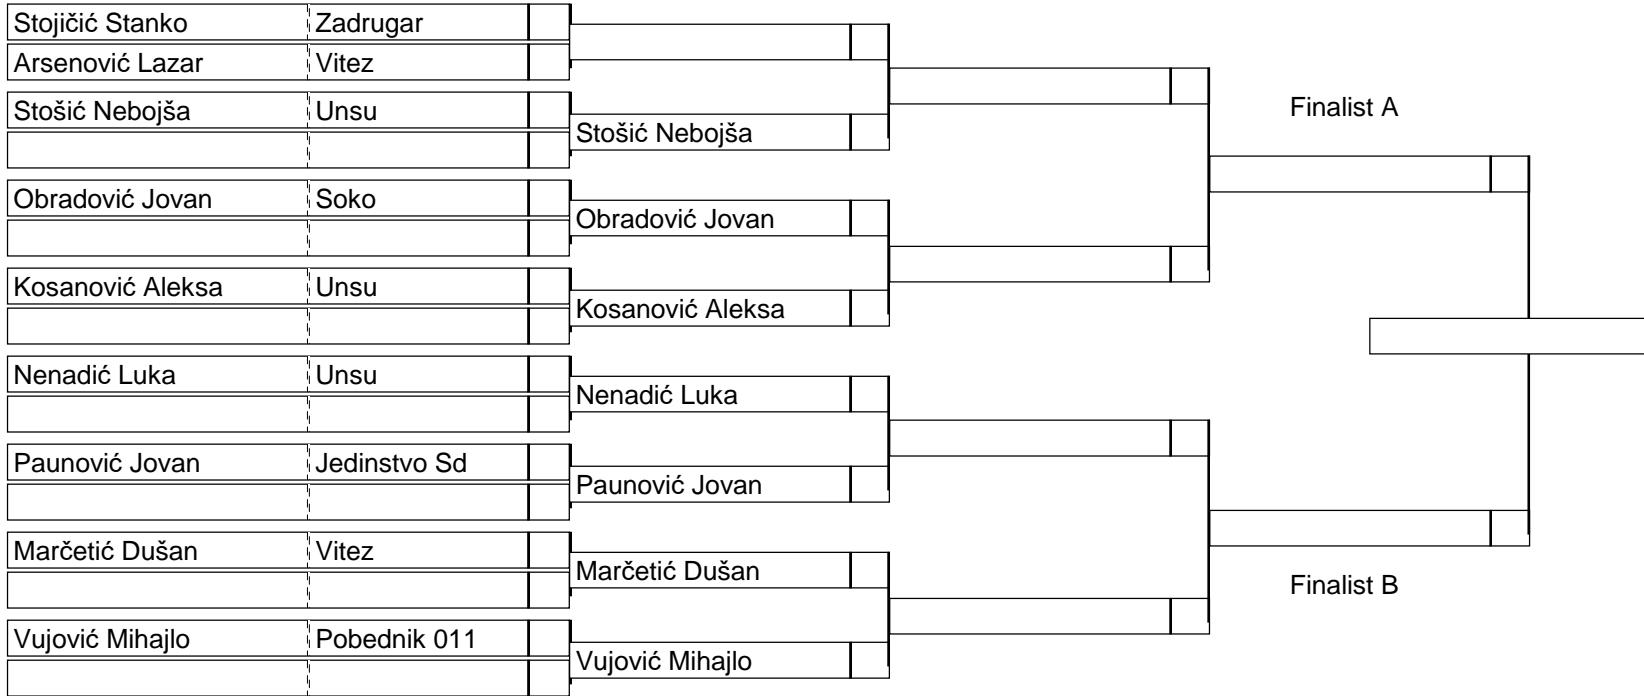 Stojičić Stanko Zadrugar
Arsenović Lazar Vitez
Stošić Nebojša Unsu
Obradović Jovan Soko
Kosanović Aleksa Unsu
Nenadić Luka Unsu
Paunović Jovan Jedinstvo Sd
Marčetić Dušan Vitez
Vujović Mihajlo Pobednik 011
Stošić Nebojša
Obradović Jovan
Kosanović Aleksa
Nenadić Luka
Paunović Jovan
Marčetić Dušan
Vujović Mihajlo
Finalist A
Finalist B